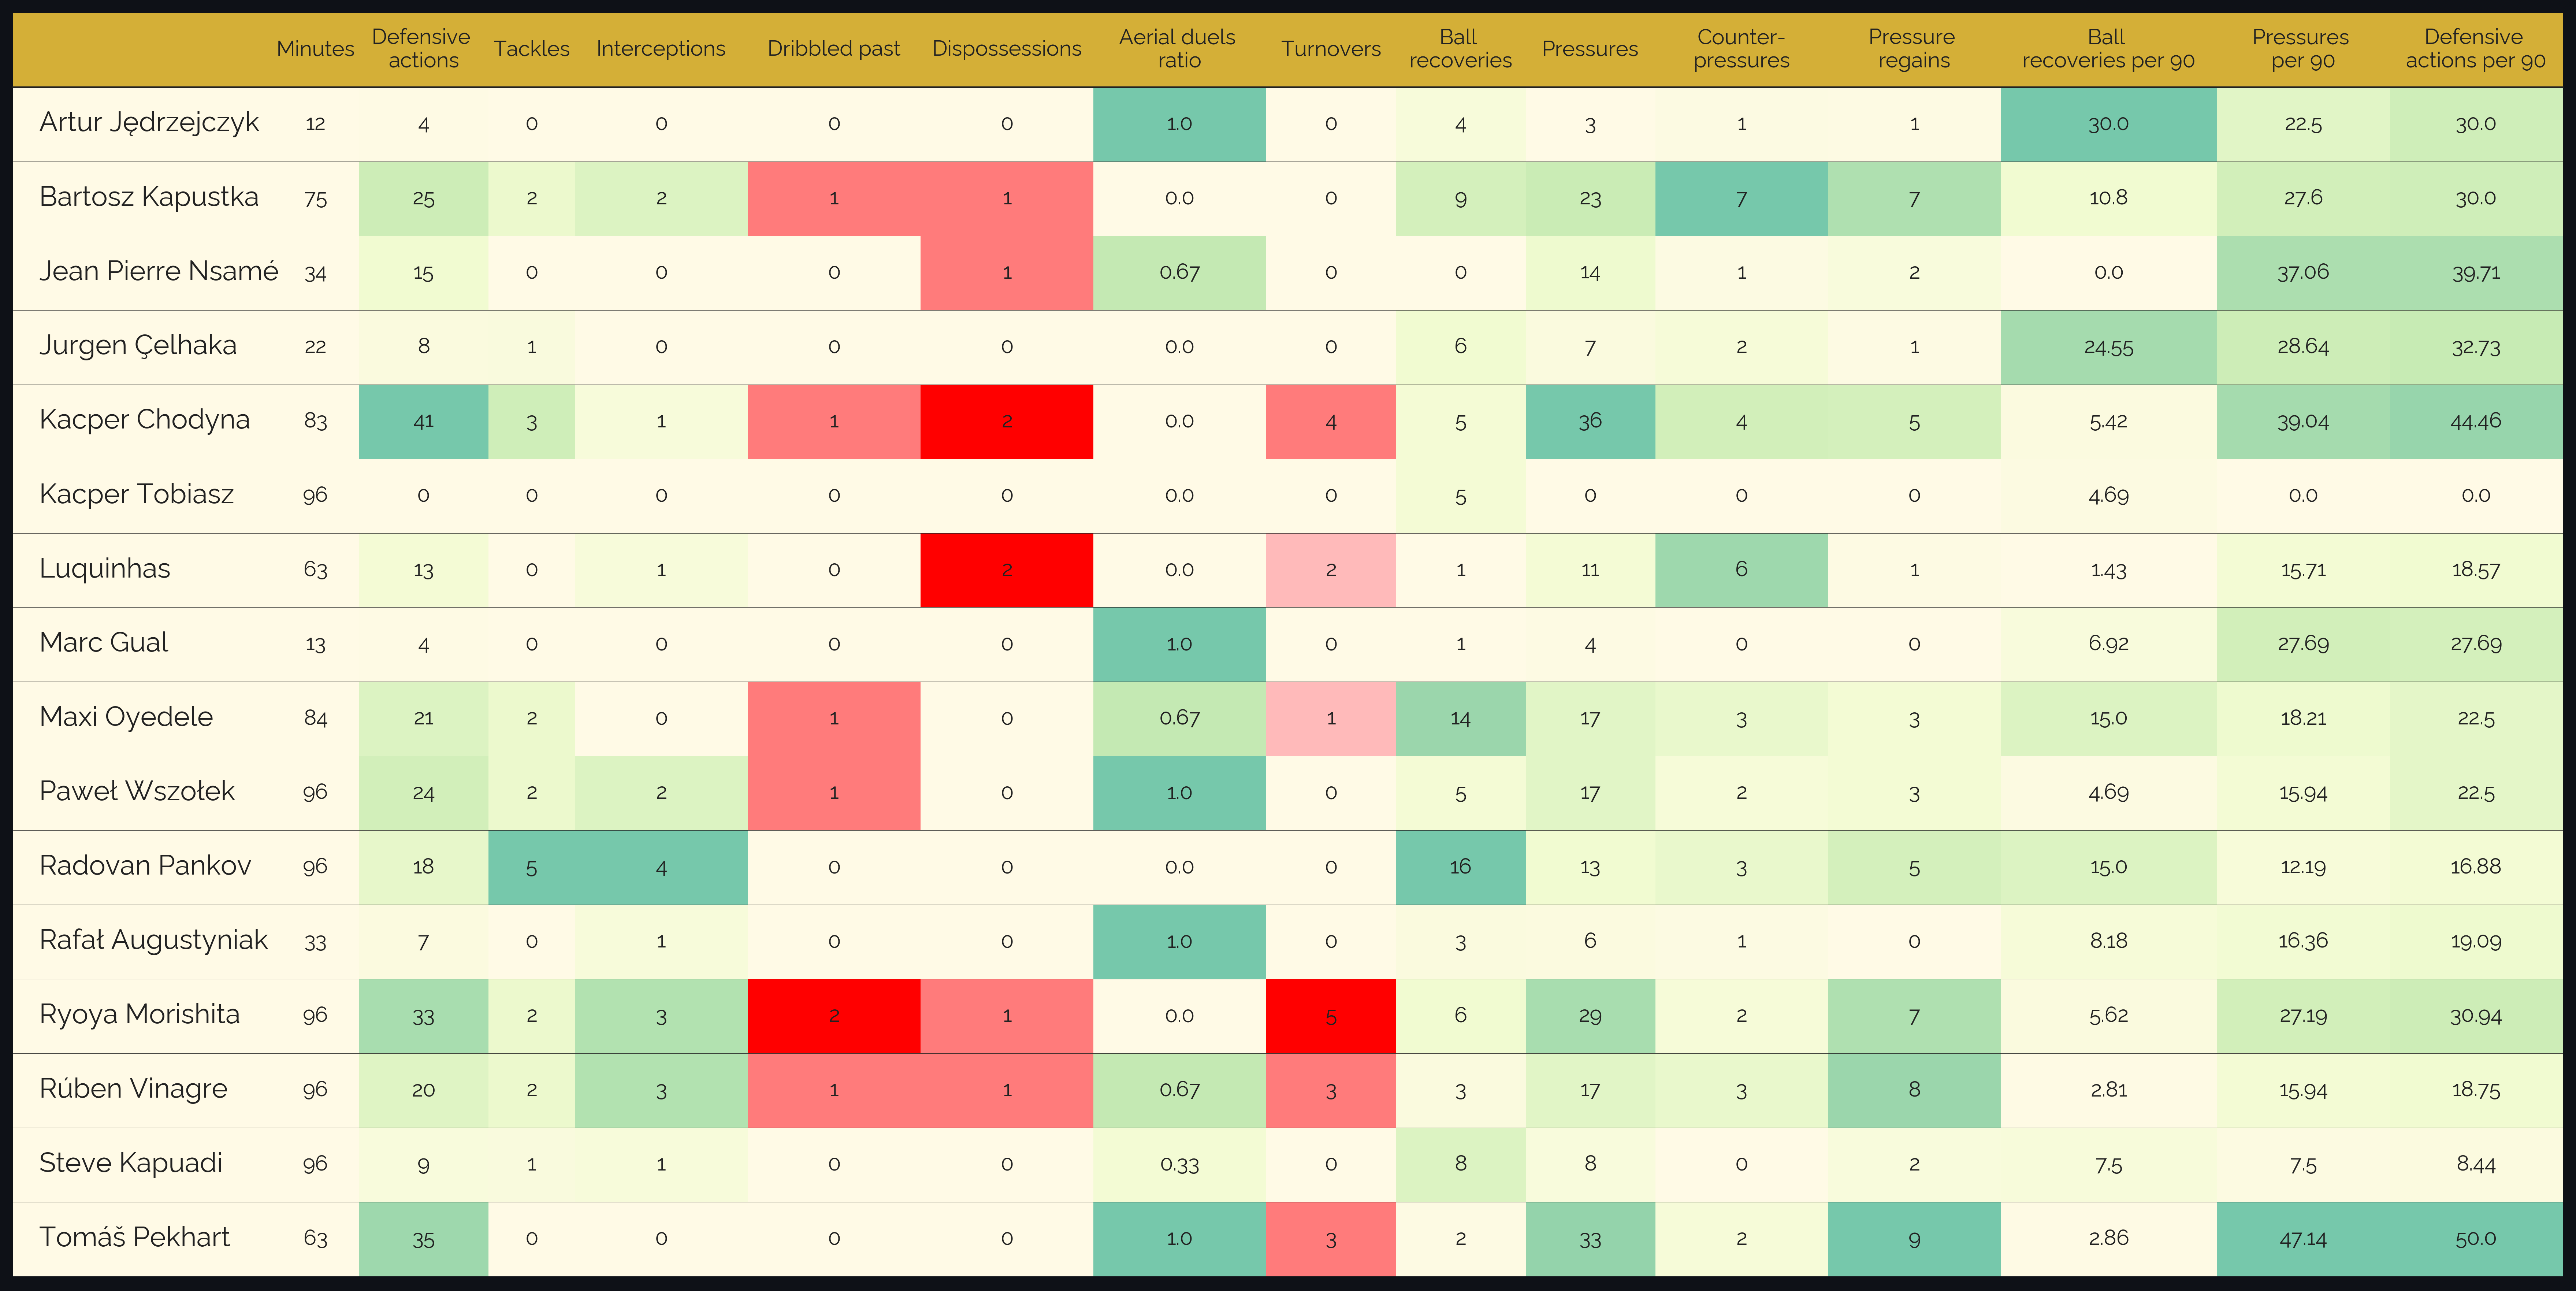 Minutes Defensive actions Tackles Interceptions Dribbled past Dispossessions Aerial duels ratio Turnovers Ball recoveries Pressures Counter-pressures Pressure regains Ball recoveries per 90 Pressures per 90 Defensive actions per 90
Artur Jędrzejczyk 12 4 0 0 0 0 1.0 0 4 3 1 1 30.0 22.5 30.0
Bartosz Kapustka 75 25 2 2 1 1 0.0 0 9 23 7 7 10.8 27.6 30.0
Jean Pierre Nsamé 34 15 0 0 0 1 0.67 0 0 14 1 2 0.0 37.06 39.71
Jurgen Çelhaka 22 8 1 0 0 0 0.0 0 6 7 2 1 24.55 28.64 32.73
Kacper Chodyna 83 41 3 1 1 2 0.0 4 5 36 4 5 5.42 39.04 44.46
Kacper Tobiasz 96 0 0 0 0 0 0.0 0 5 0 0 0 4.69 0.0 0.0
Luquinhas 63 13 0 1 0 2 0.0 2 1 11 6 1 1.43 15.71 18.57
Marc Gual 13 4 0 0 0 0 1.0 0 1 4 0 0 6.92 27.69 27.69
Maxi Oyedele 84 21 2 0 1 0 0.67 1 14 17 3 3 15.0 18.21 22.5
Paweł Wszołek 96 24 2 2 1 0 1.0 0 5 17 2 3 4.69 15.94 22.5
Radovan Pankov 96 18 5 4 0 0 0.0 0 16 13 3 5 15.0 12.19 16.88
Rafał Augustyniak 33 7 0 1 0 0 1.0 0 3 6 1 0 8.18 16.36 19.09
Ryoya Morishita 96 33 2 3 2 1 0.0 5 6 29 2 7 5.62 27.19 30.94
Rúben Vinagre 96 20 2 3 1 1 0.67 3 3 17 3 8 2.81 15.94 18.75
Steve Kapuadi 96 9 1 1 0 0 0.33 0 8 8 0 2 7.5 7.5 8.44
Tomáš Pekhart 63 35 0 0 0 0 1.0 3 2 33 2 9 2.86 47.14 50.0